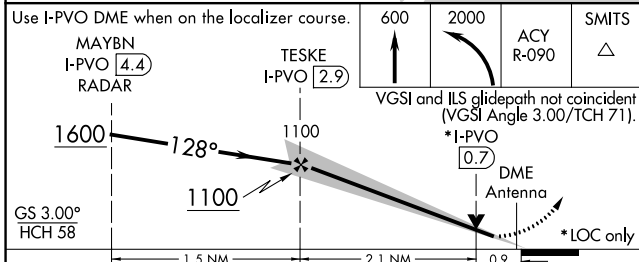 Use I-PVO DME when on the localizer course.
600
2000
ACY
R-090
SMITS
MAYBN
I-PVO 4.4
RADAR
TESKE
I-PVO 2.9
VGSI and ILS glidepath not coincident
(VGSI Angle 3.00/TCH 71).
*I-PVO
0.7
DME
Antenna
1600
128°
1100
1100
GS 3.00°
HCH 58
*LOC only
1.5 NM
2.1 NM
0.9